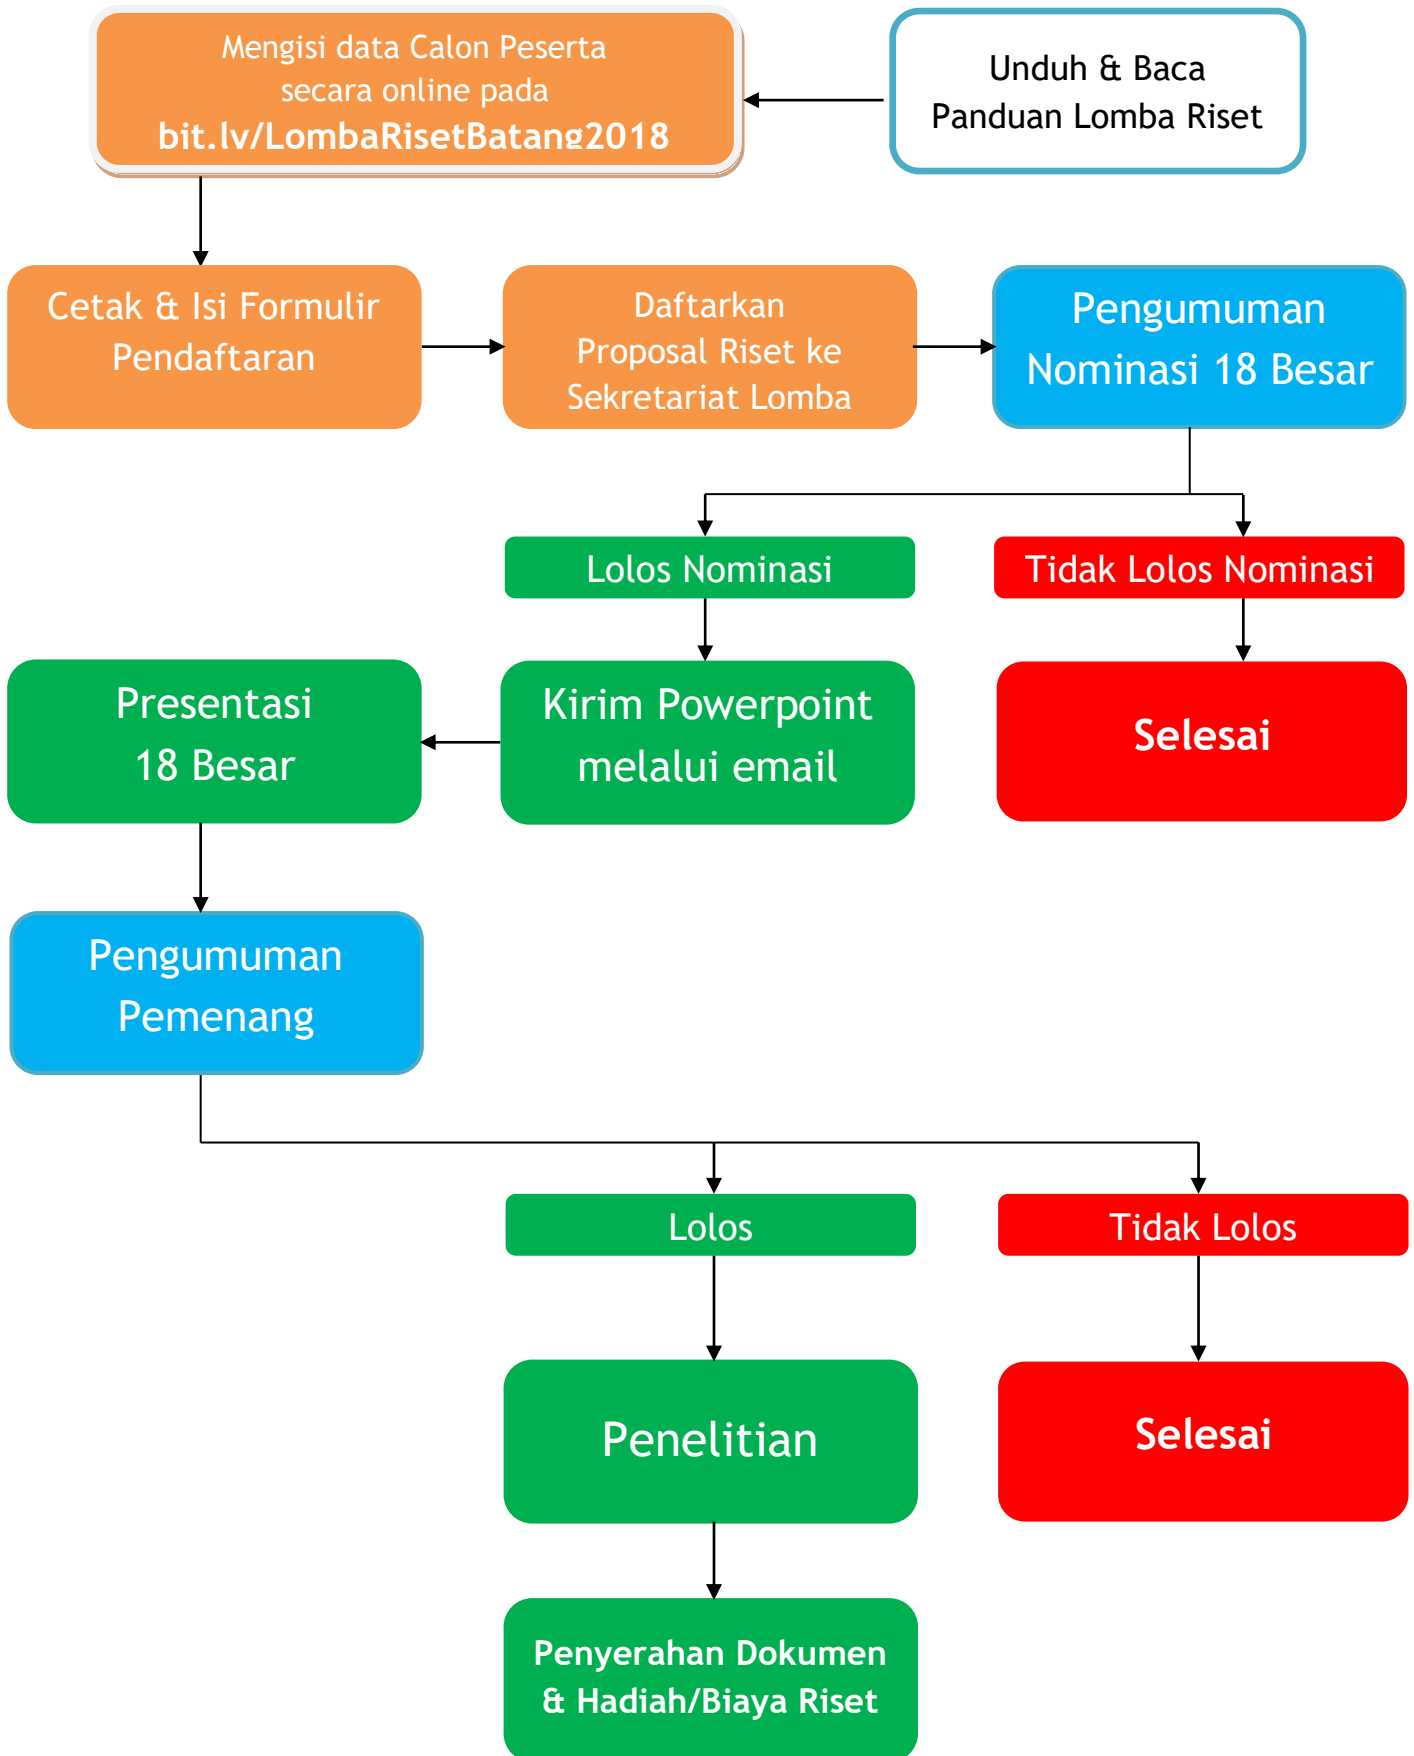 Mengisi data Calon Peserta
secara online pada
bit.ly/LombaRisetBatang2018
Unduh & Baca
Panduan Lomba Riset
Cetak & Isi Formulir
Pendaftaran
Daftarkan
Proposal Riset ke
Sekretariat Lomba
Pengumuman
Nominasi 18 Besar
Lolos Nominasi
Tidak Lolos Nominasi
Presentasi
18 Besar
Kirim Powerpoint
melalui email
Selesai
Pengumuman
Pemenang
Lolos
Tidak Lolos
Penelitian
Selesai
Penyerahan Dokumen
& Hadiah/Biaya Riset